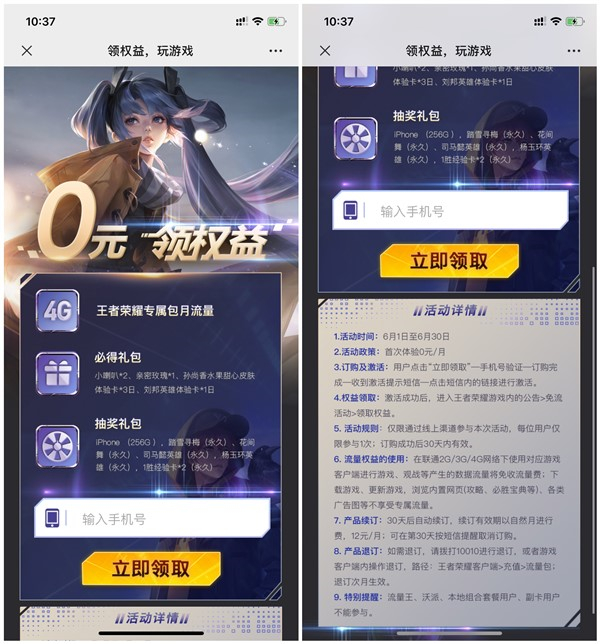 10:37
领权益，玩游戏
0元 领权益
4G
王者荣耀专属包月流量
必得礼包
小喇叭*2、亲密玫瑰*1、孙尚香水果甜心皮肤
体验卡*3日、刘邦英雄体验卡*1日
抽奖礼包
iPhone （256G），踏雪寻梅（永久）、花间
舞（永久）、司马懿英雄（永久），杨玉环英
雄（永久），1胜经验卡*2（永久）
输入手机号
立即领取
活动详情
10:37
领权益，玩游戏
小喇叭*2、亲密玫瑰*1、孙尚香水果甜心皮肤
体验卡*3日、刘邦英雄体验卡*1日
抽奖礼包
iPhone （256G），踏雪寻梅（永久）、花间
舞（永久）、司马懿英雄（永久），杨玉环英
雄（永久），1胜经验卡*2（永久）
输入手机号
立即领取
活动详情
1.活动时间：6月1日至6月30日
2.活动政策：首次体验0元/月
3.订购及激活：用户点击“立即领取”—手机号验证—订购完
成—收到激活提示短信—点击短信内的链接进行激活。
4.权益领取：激活成功后，进入王者荣耀游戏内的公告>免流
活动>领取权益。
5. 活动规则：仅限通过线上渠道参与本次活动，每位用户仅
限参与1次；订购成功后30天内有效。
6. 流量权益的使用：在联通2G/3G/4G网络下使用对应游戏
客户端进行游戏、观战等产生的数据流量将免收流量费；下
载游戏、更新游戏，浏览内置网页(攻略、必胜宝典等)、各类
广告图等不享受专属流量。
7. 产品续订：30天后自动续订，续订有效期以自然月进行计
费，12元/月；可在第30天按短信提醒取消订购。
8. 产品退订：如需退订，请拨打10010进行退订，或者游戏
客户端内操作退订，路径：王者荣耀客户端>充值>流量包；
退订次月生效。
9. 特别提醒：流量王、沃派、本地组合套餐用户、副卡用户
不能参与。